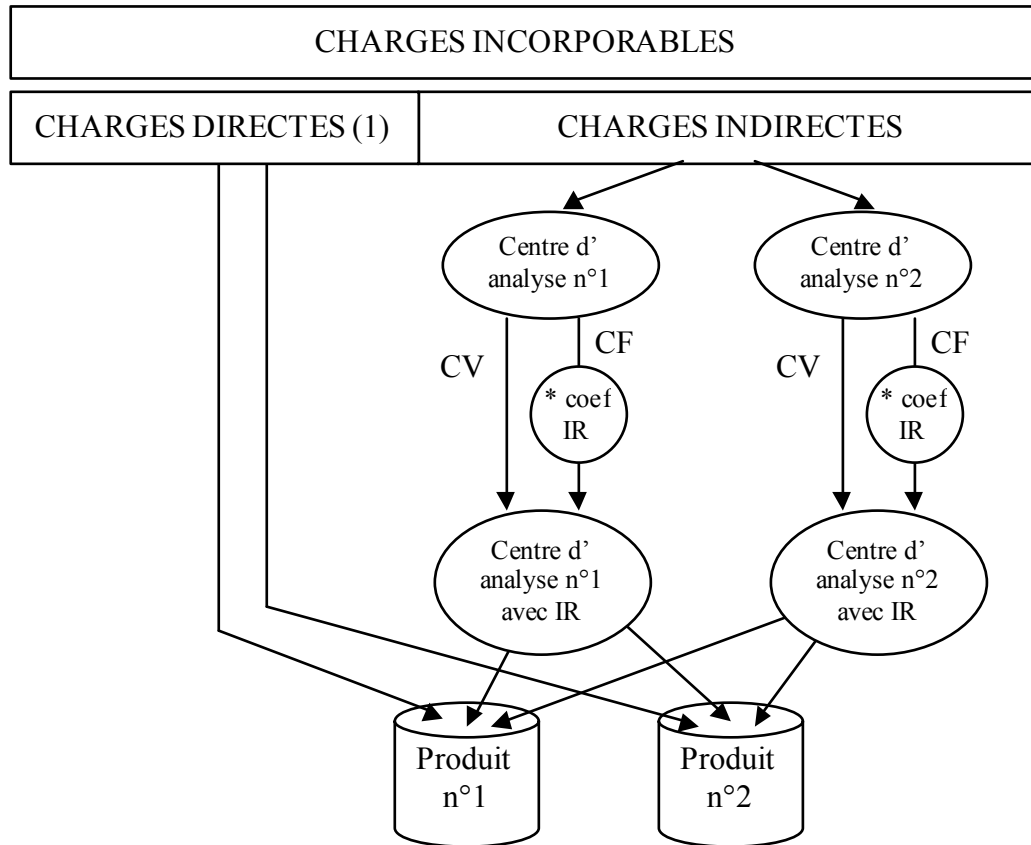 CHARGES INCORPORABLES
CHARGES DIRECTES (1)
CHARGES INDIRECTES
Centre d’
analyse n°1
Centre d’
analyse n°2
CV
CF
CV
CF
* coef
IR
* coef
IR
Centre d’
analyse n°1
avec IR
Centre d’
analyse n°2
avec IR
Produit
n°1
Produit
n°2